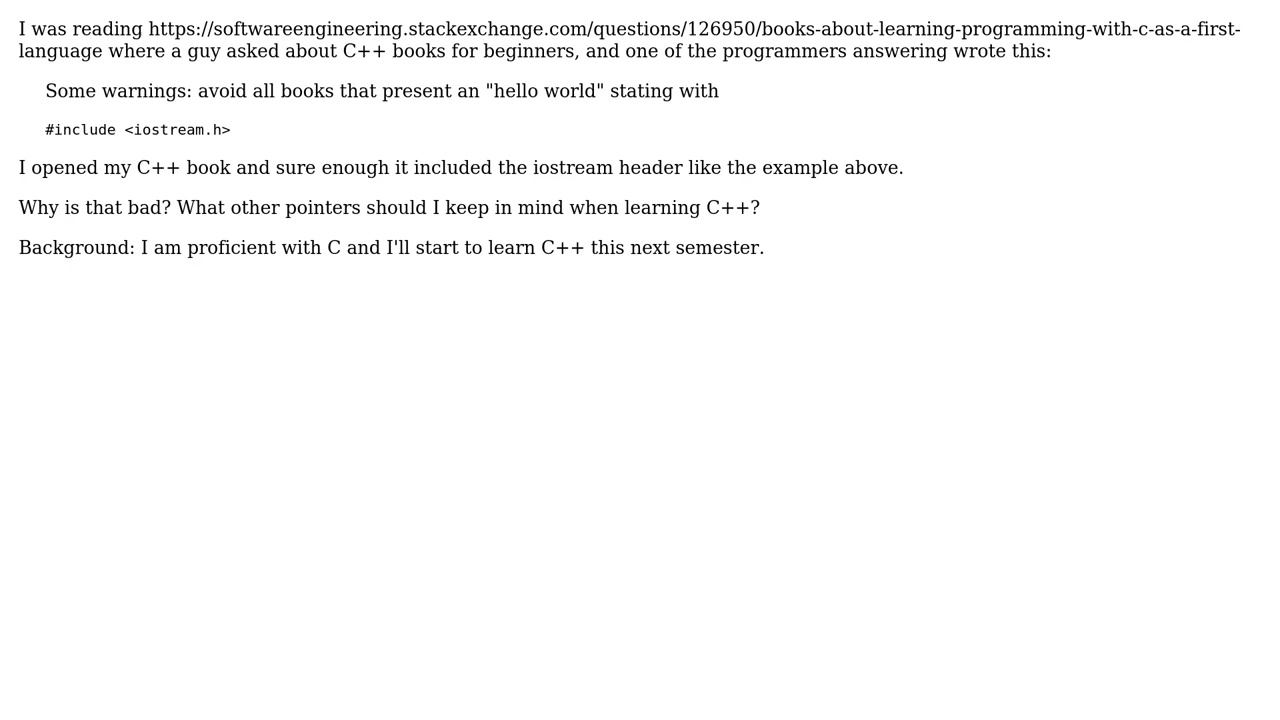 I was reading https://softwareengineering.stackexchange.com/questions/126950/books-about-learning-programming-with-c-as-a-first-
language where a guy asked about C++ books for beginners, and one of the programmers answering wrote this:
Some warnings: avoid all books that present an "hello world" stating with
#include <iostream.h>
I opened my C++ book and sure enough it included the iostream header like the example above.
Why is that bad? What other pointers should I keep in mind when learning C++?
Background: I am proficient with C and I'll start to learn C++ this next semester.